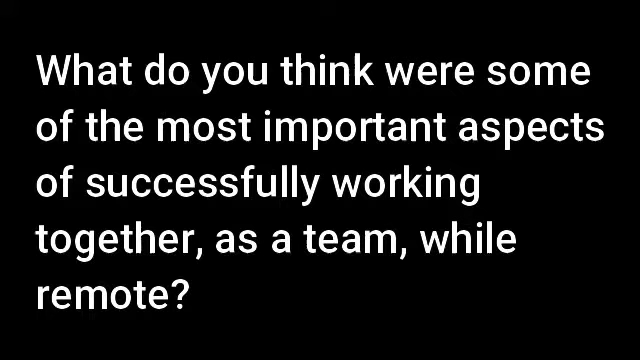 What do you think were some
of the most important aspects
of successfully working
together, as a team, while
remote?